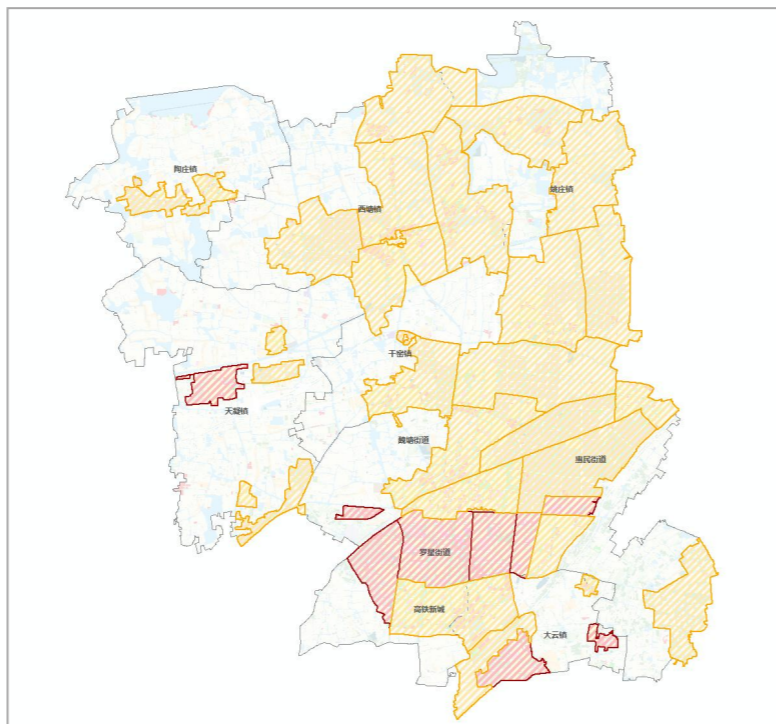 陶庄镇
姚庄镇
西塘镇
干窑镇
天凝镇
魏塘街道
惠民街道
罗星街道
高铁新城
大云镇